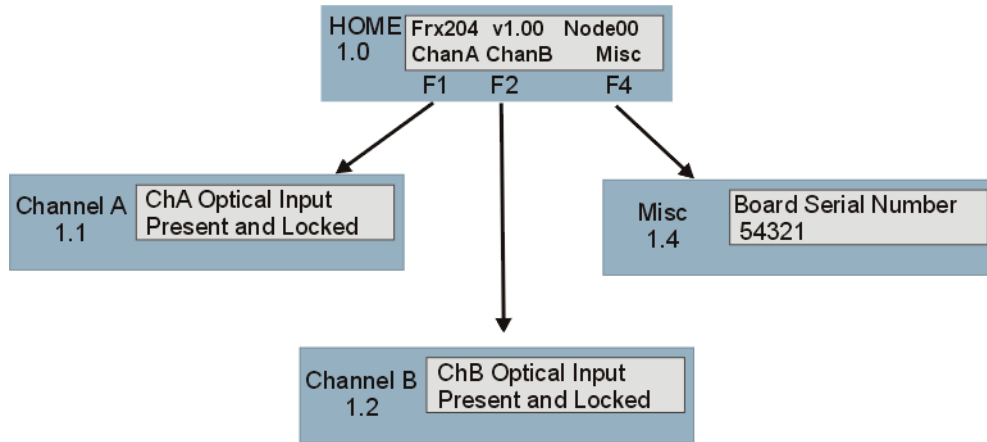 HOME
1.0
Frx204 v1.00 Node00
ChanA ChanB Misc
F1 F2 F4
Channel A
1.1
ChA Optical Input
Present and Locked
Misc
1.4
Board Serial Number
54321
Channel B
1.2
ChB Optical Input
Present and Locked